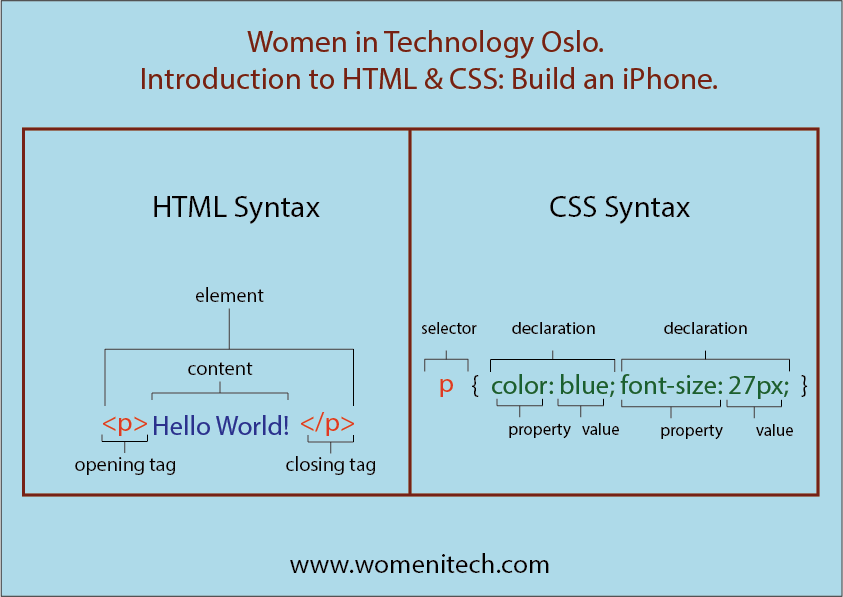 Women in Technology Oslo.
Introduction to HTML & CSS: Build an iPhone.
HTML Syntax
element
content
<p> Hello World! </p>
opening tag
closing tag
CSS Syntax
selector
declaration
declaration
p { color: blue; font-size: 27px; }
property
value
property
value
www.womenitech.com